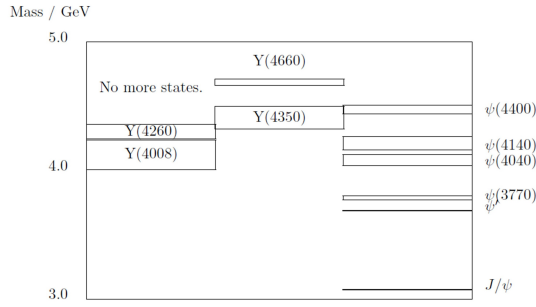 Mass / GeV
5.0
Y(4660)
No more states.
ψ(4400)
Y(4350)
Y(4260)
ψ(4140)
Y(4008)
ψ(4040)
4.0
ψ(3770)
ψ′
J/ψ
3.0